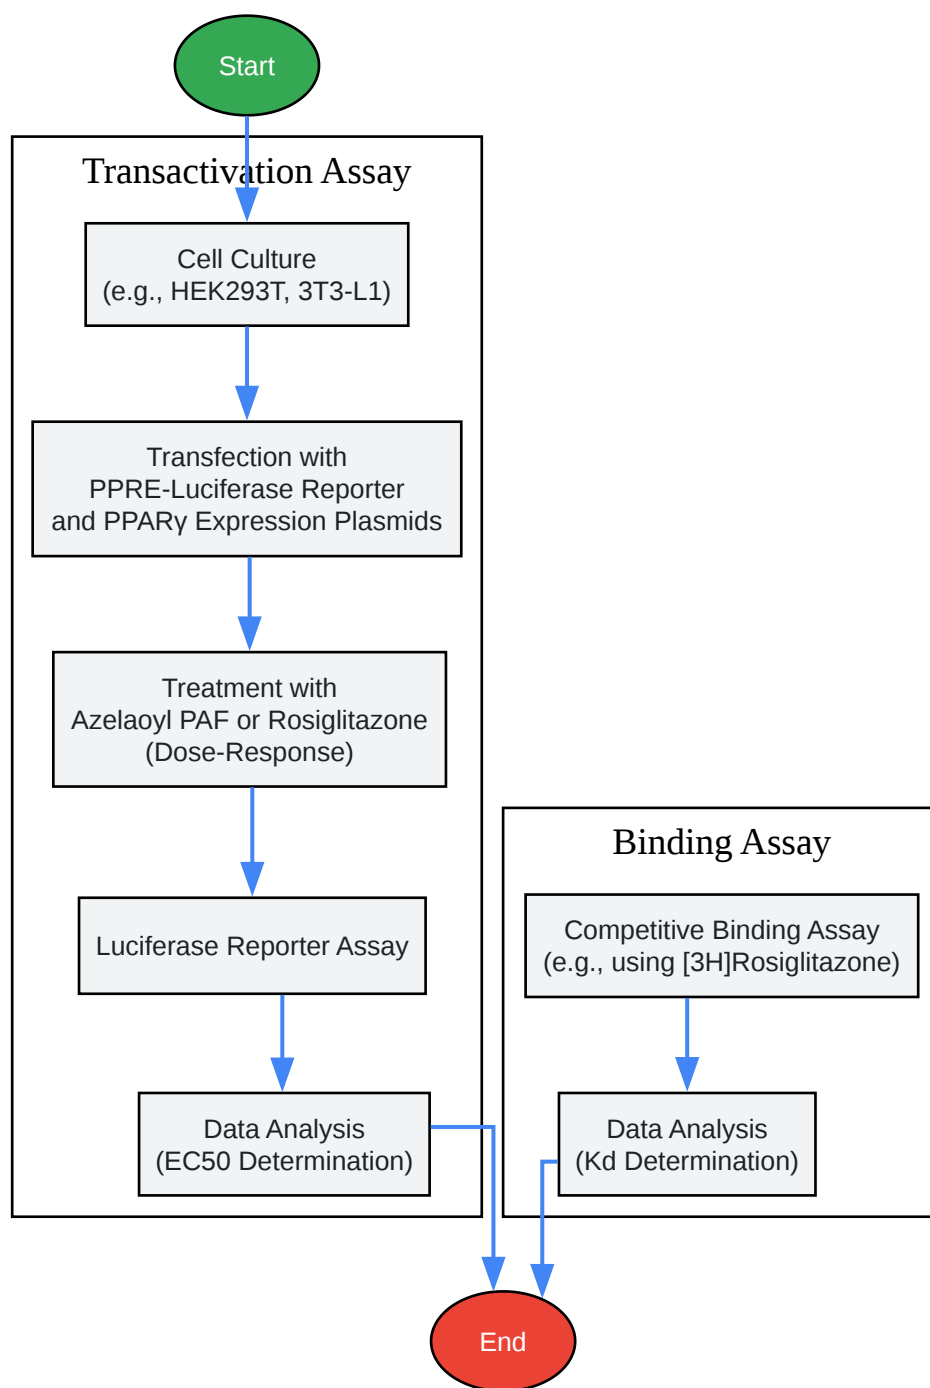 Start
Transactivation Assay
Cell Culture
(e.g., HEK293T, 3T3-L1)
Transfection with
PPRE-Luciferase Reporter
and PPARγ Expression Plasmids
Treatment with
Azelaoyl PAF or Rosiglitazone
(Dose-Response)
Luciferase Reporter Assay
Data Analysis
(EC50 Determination)
Binding Assay
Competitive Binding Assay
(e.g., using [3H]Rosiglitazone)
Data Analysis
(Kd Determination)
End